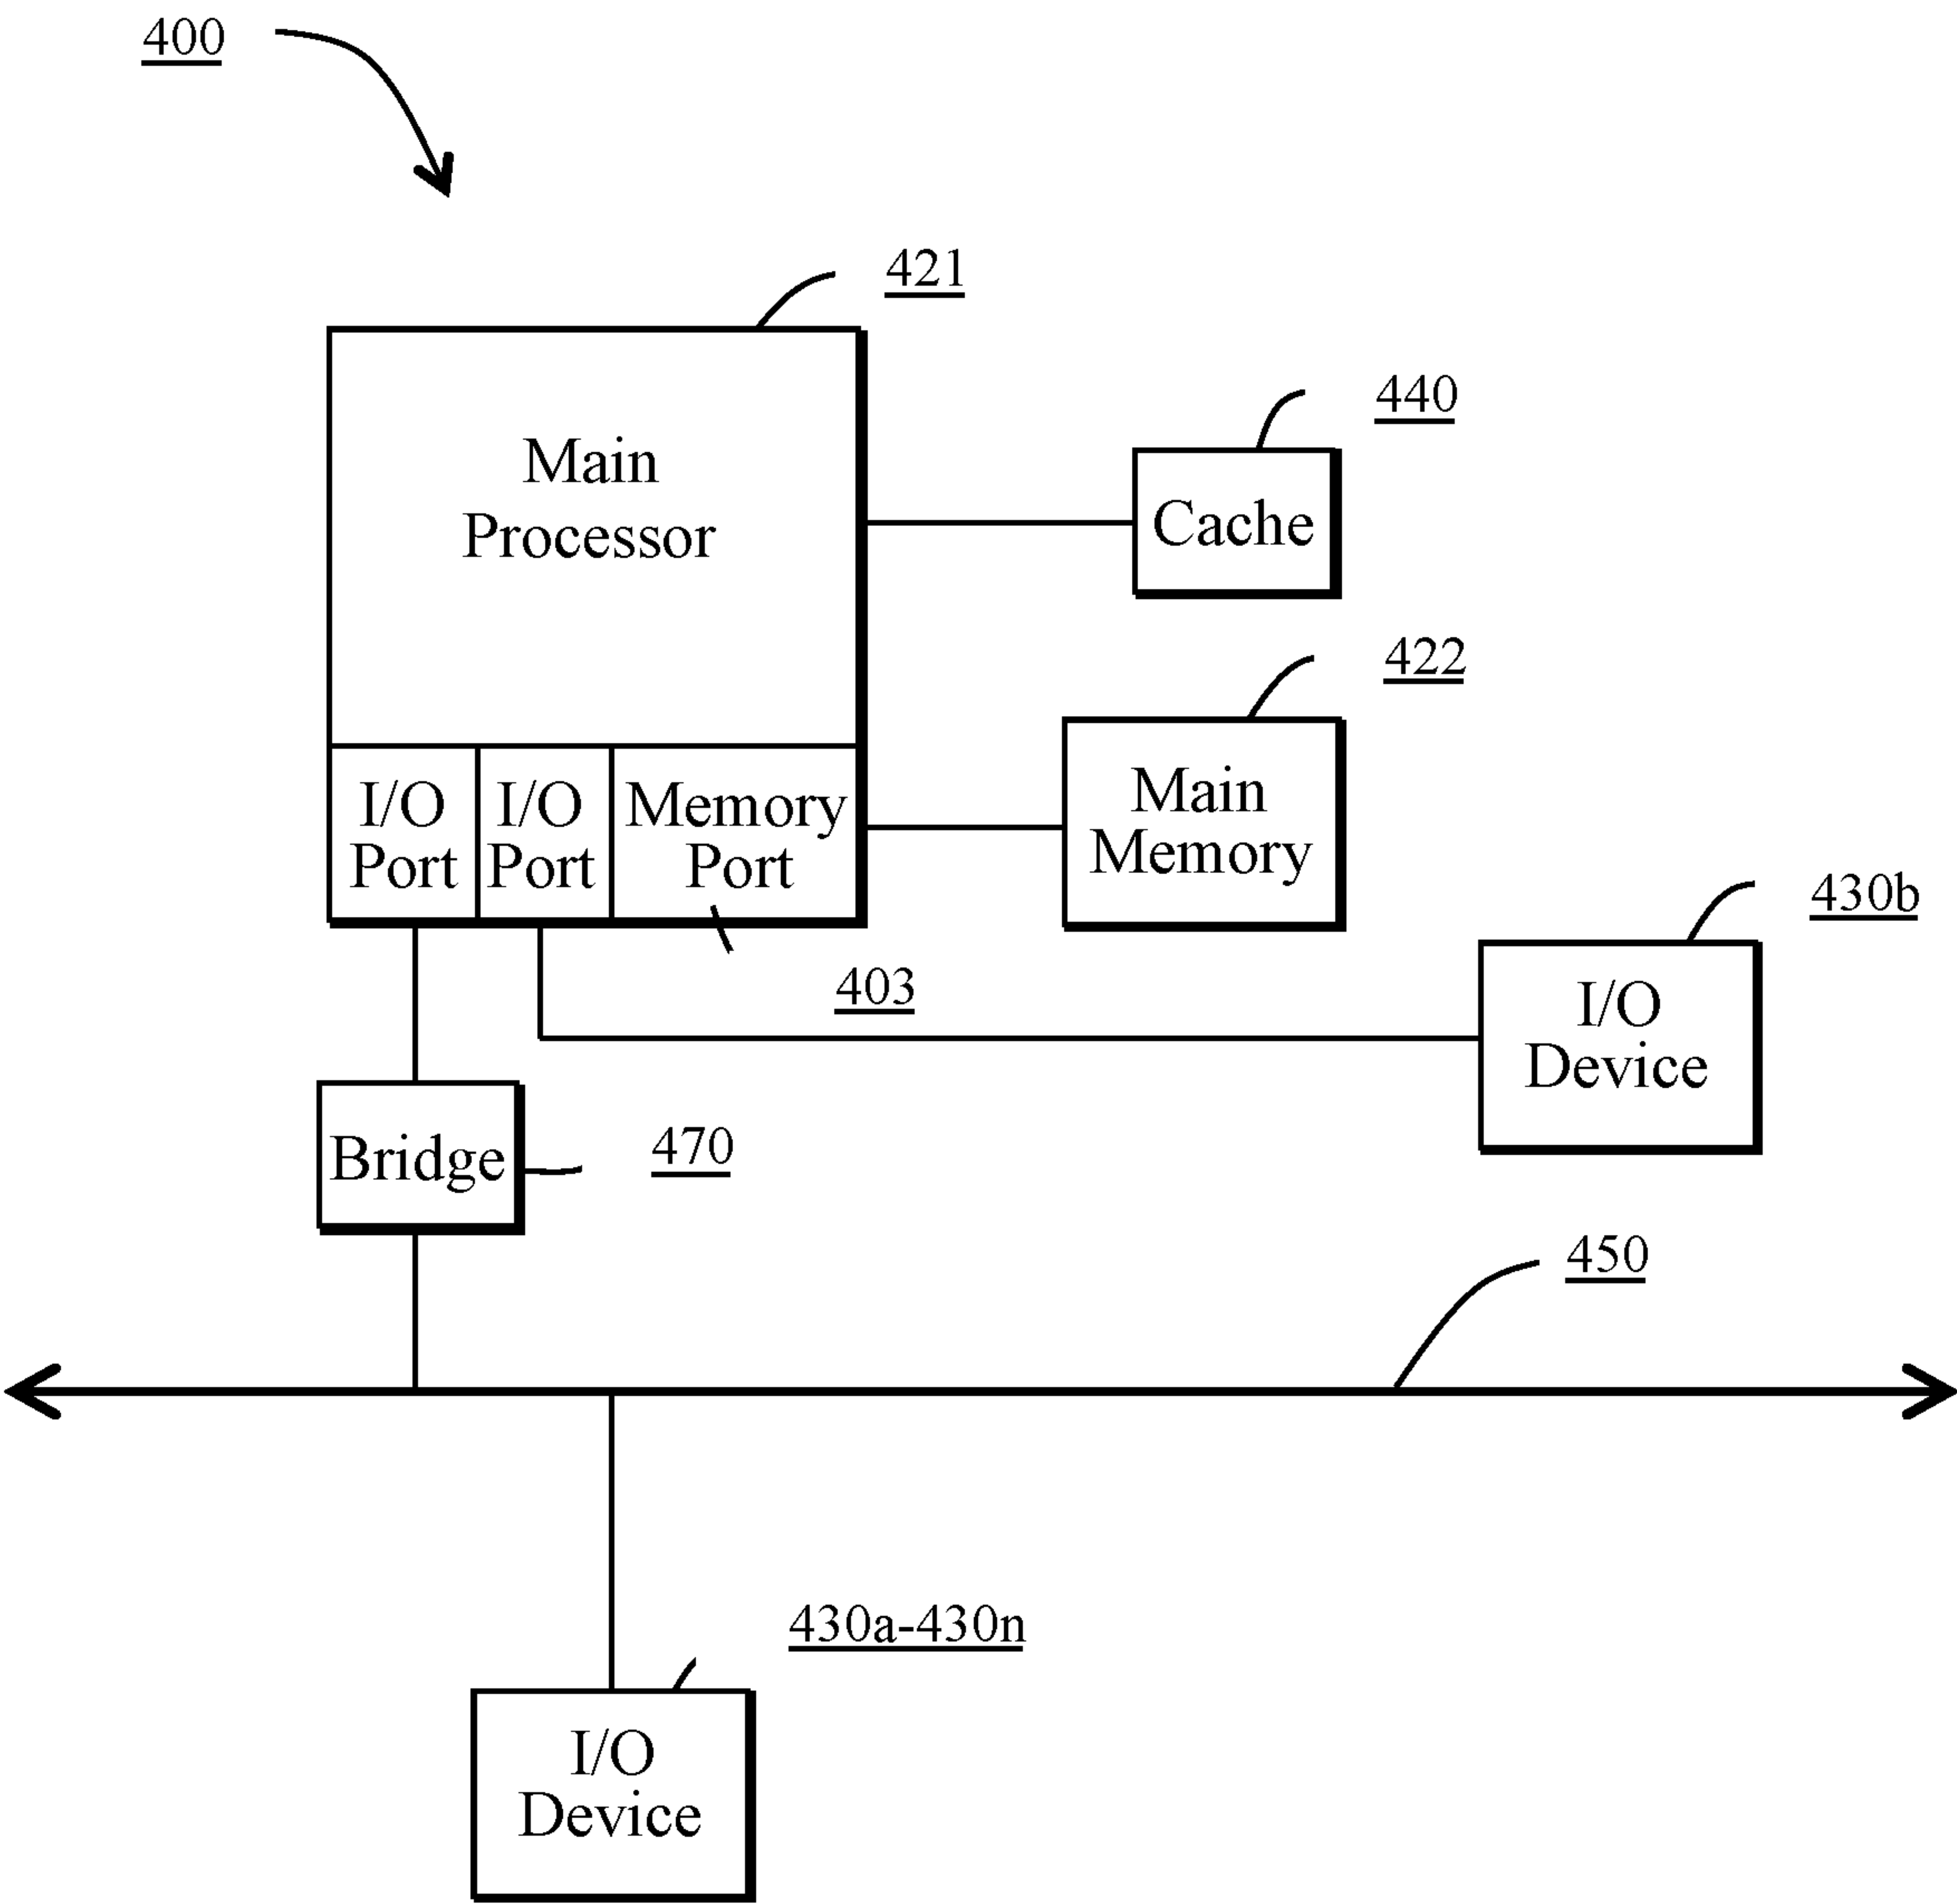 400
421
Main
Processor
440
Cache
422
Main
Memory
I/O
Port
I/O
Port
Memory
Port
403
430b
I/O
Device
Bridge
470
450
430a-430n
I/O
Device